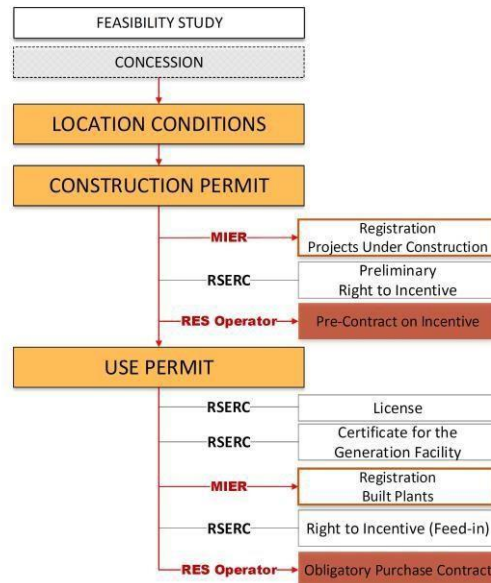 FEASIBILITY STUDY
CONCESSION
LOCATION CONDITIONS
CONSTRUCTION PERMIT
MIER
Registration
Projects Under Construction
RSERC
Preliminary
Right to Incentive
RES Operator
Pre-Contract on Incentive
USE PERMIT
RSERC
License
RSERC
Certificate for the
Generation Facility
MIER
Registration
Built Plants
RSERC
Right to Incentive (Feed-in)
RES Operator
Obligatory Purchase Contract